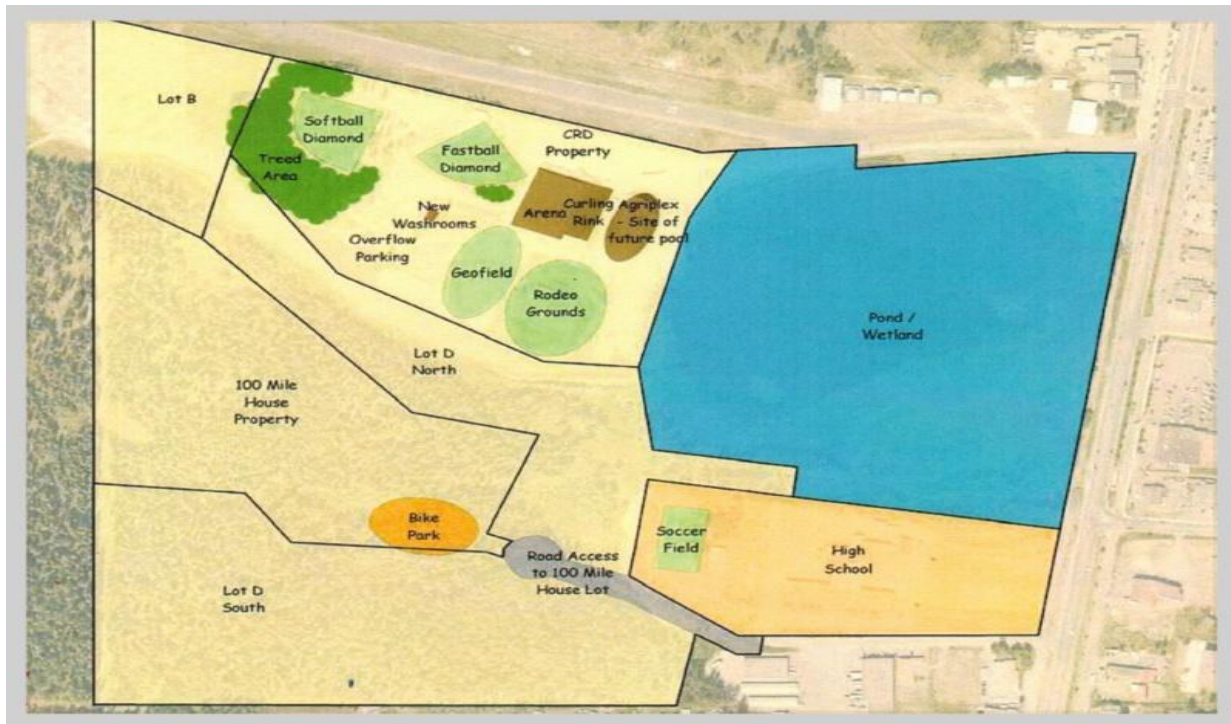 Lot B
Softball
Diamond
Treed
Area
Fastball
Diamond
CRD
Property
New
Washrooms
Overflow
Parking
Arena
Curling
Rink
Agriplex
- Site of
future pool
Geofield
Rodeo
Grounds
Pond /
Wetland
Lot D
North
100 Mile
House
Property
Bike
Park
Soccer
Field
High
School
Road Access
to 100 Mile
House Lot
Lot D
South